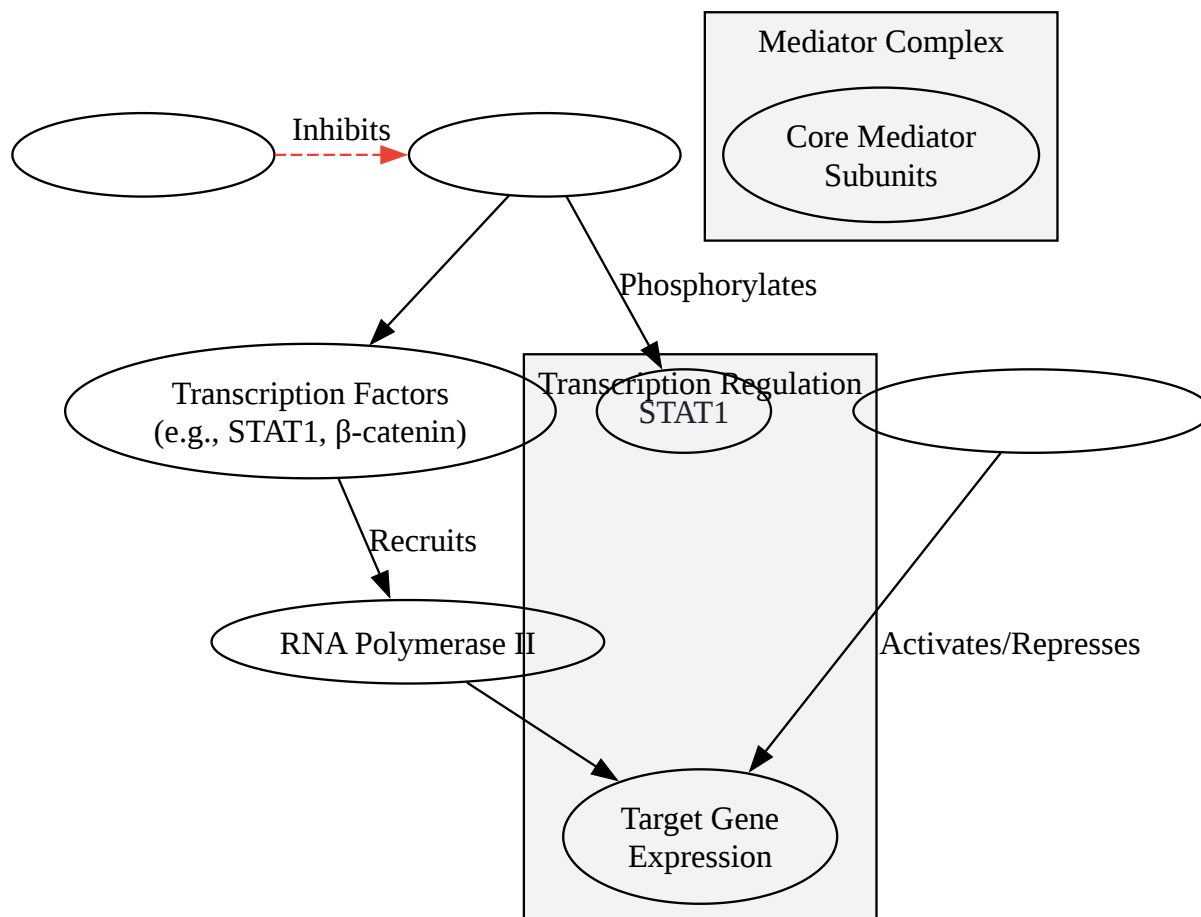 Mediator Complex
Inhibits
Core Mediator
Subunits
Phosphorylates
Transcription Regulation
Transcription Factors
(e.g., STAT1, β-catenin)
STAT1
Recruits
RNA Polymerase II
Activates/Represses
Target Gene
Expression